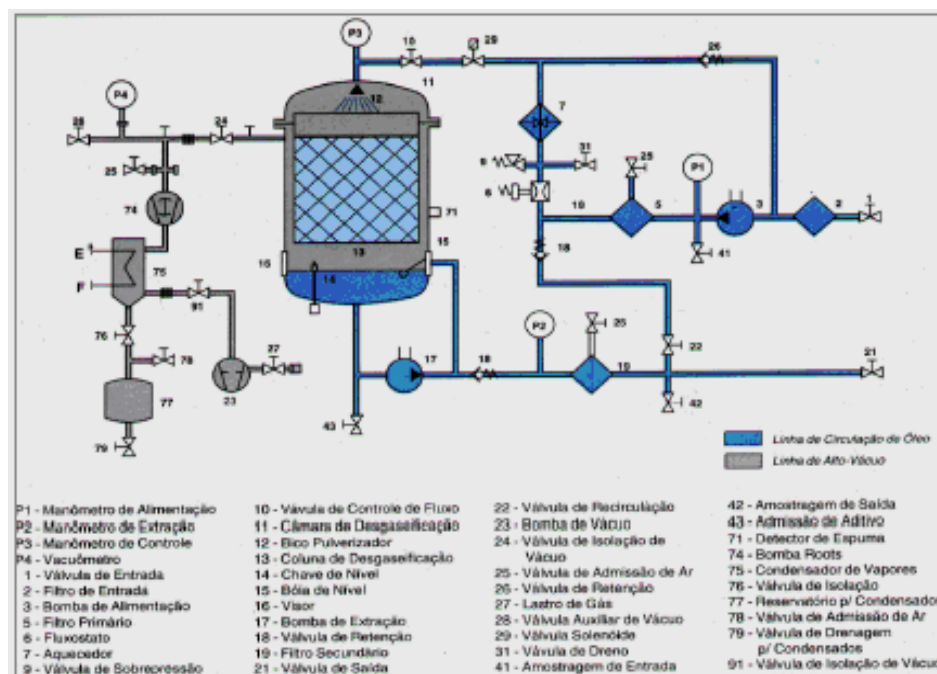 P3
10
29
26
11
P4
12
7
28
24
9
31
25
P1
25
6
74
71
10
5
3
2
1
E
13
15
41
16
18
F
75
14
91
P2
25
76
17
18
22
21
78
27
19
77
23
42
43
79
Linha de Circulação de Óleo
Linha de Alto-Vácuo
P1 - Manômetro de Alimentação
P2 - Manômetro de Extração
P3 - Manômetro de Controle
P4 - Vacuômetro
1 - Válvula de Entrada
2 - Filtro de Entrada
3 - Bomba de Alimentação
5 - Filtro Primário
6 - Fluxostato
7 - Aquecedor
9 - Válvula de Sobrepressão
10 - Vávula de Controle de Fluxo
11 - Câmara de Desgaseificação
12 - Bico Pulverizador
13 - Coluna de Desgaseificação
14 - Chave de Nível
15 - Bóia de Nível
16 - Visor
17 - Bomba de Extração
18 - Válvula de Retenção
19 - Filtro Secundário
21 - Válvula de Saída
22 - Válvula de Recirculação
23 - Bomba de Vácuo
24 - Válvula de Isolação de
Vácuo
25 - Válvula de Admissão de Ar
26 - Válvula de Retenção
27 - Lastro de Gás
28 - Válvula Auxiliar de Vácuo
29 - Válvula Solenóide
31 - Vávula de Dreno
41 - Amostragem de Entrada
42 - Amostragem de Saída
43 - Admissão de Aditivo
71 - Detector de Espuma
74 - Bomba Roots
75 - Condensador de Vapores
76 - Válvula de Isolação
77 - Reservatório p/ Condensado
78 - Válvula de Admissão de Ar
79 - Válvula de Drenagem
p/ Condensados
91 - Válvula de Isolação de Vácuo